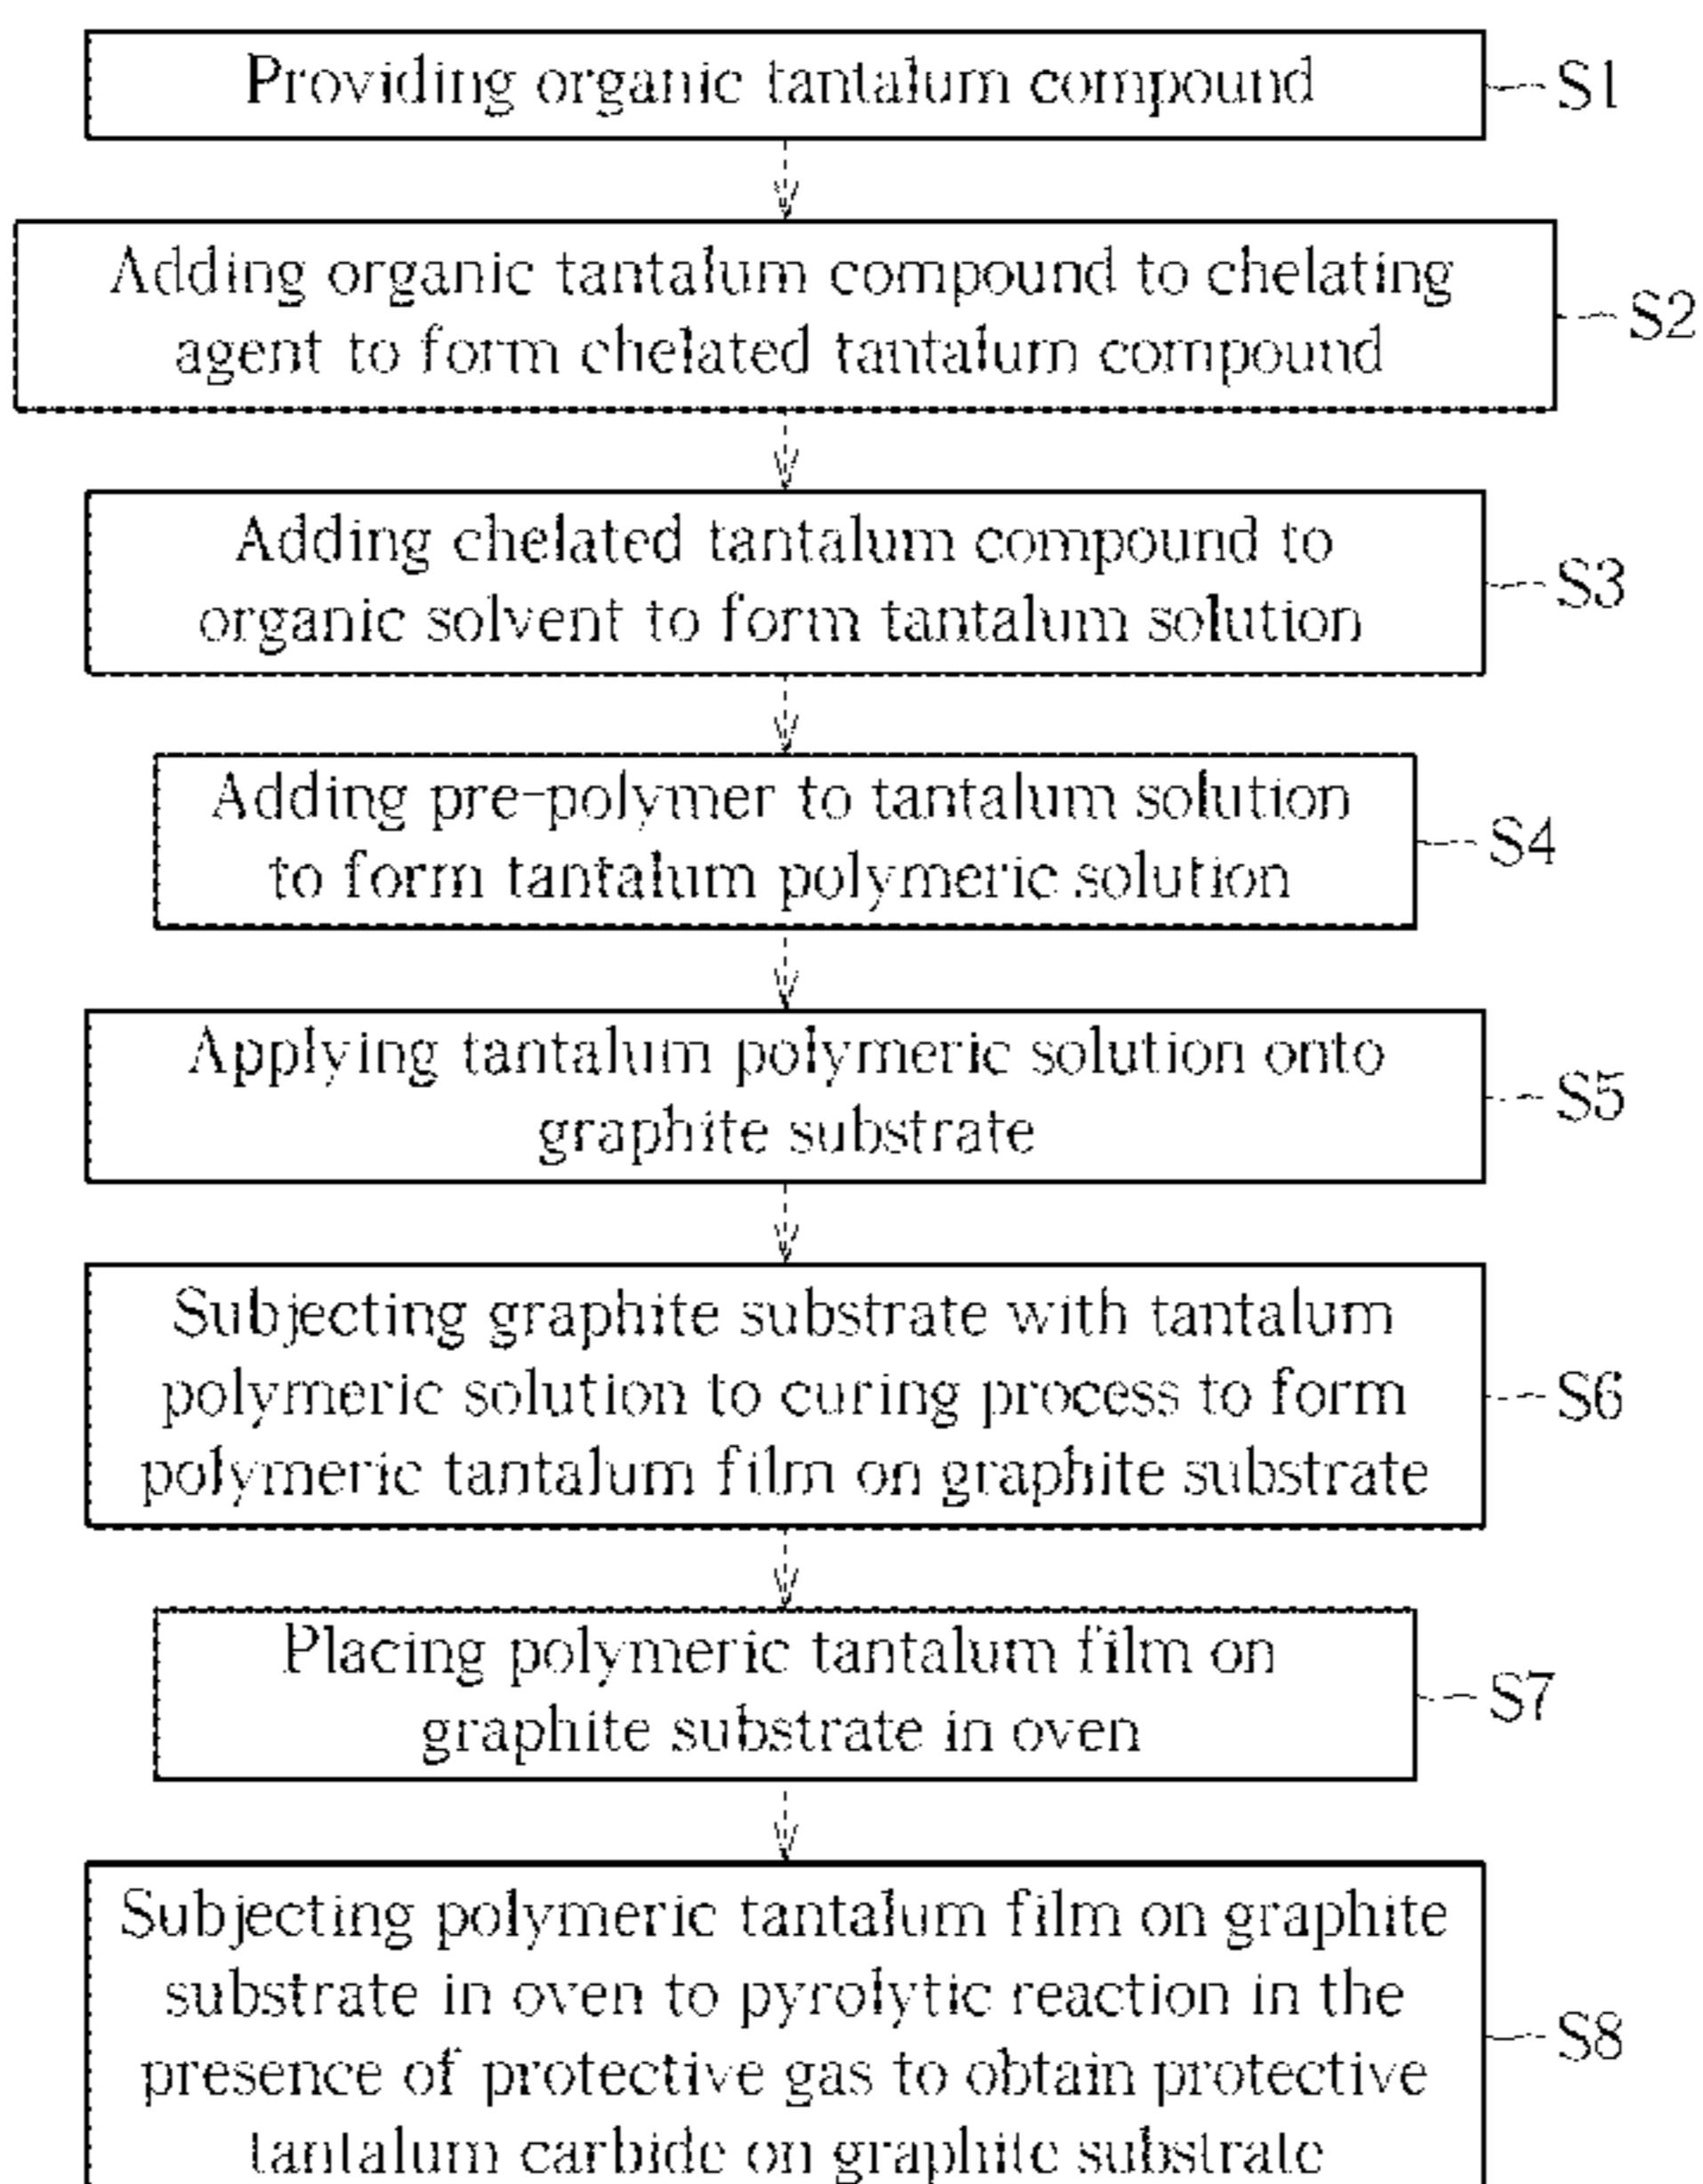 Providing organic tantalum compound
S1
Adding organic tantalum compound to chelating
agent to form chelated tantalum compound
S2
Adding chelated tantalum compound to
organic solvent to form tantalum solution
S3
Adding pre-polymer to tantalum solution
to form tantalum polymeric solution
S4
Applying tantalum polymeric solution onto
graphite substrate
S5
Subjecting graphite substrate with tantalum
polymeric solution to curing process to form
polymeric tantalum film on graphite substrate
S6
Placing polymeric tantalum film on
graphite substrate in oven
S7
Subjecting polymeric tantalum film on graphite
substrate in oven to pyrolytic reaction in the
presence of protective gas to obtain protective
tantalum carbide on graphite substrate
S8